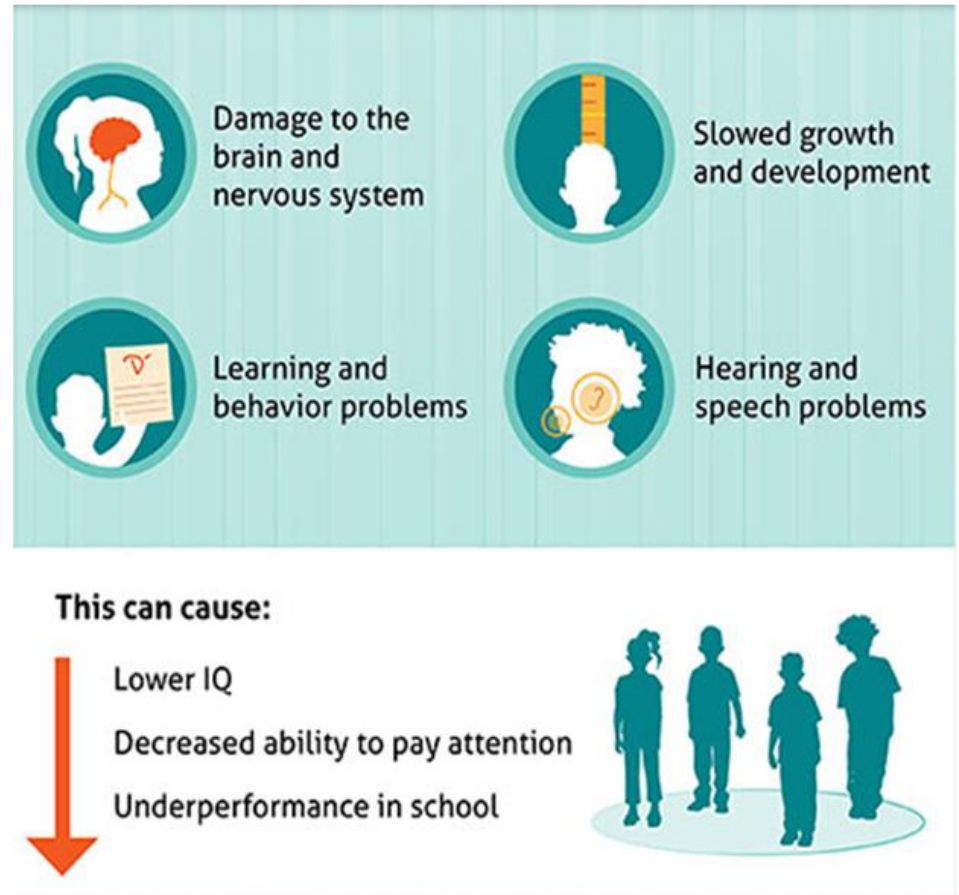 Damage to the
brain and
nervous system
Slowed growth
and development
Learning and
behavior problems
Hearing and
speech problems
This can cause:
Lower IQ
Decreased ability to pay attention
Underperformance in school